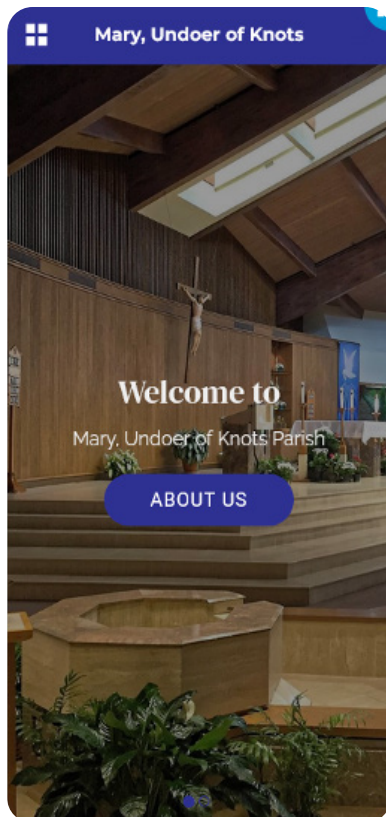 Mary, Undoer of Knots
Welcome to
Mary, Undoer of Knots Parish
ABOUT US